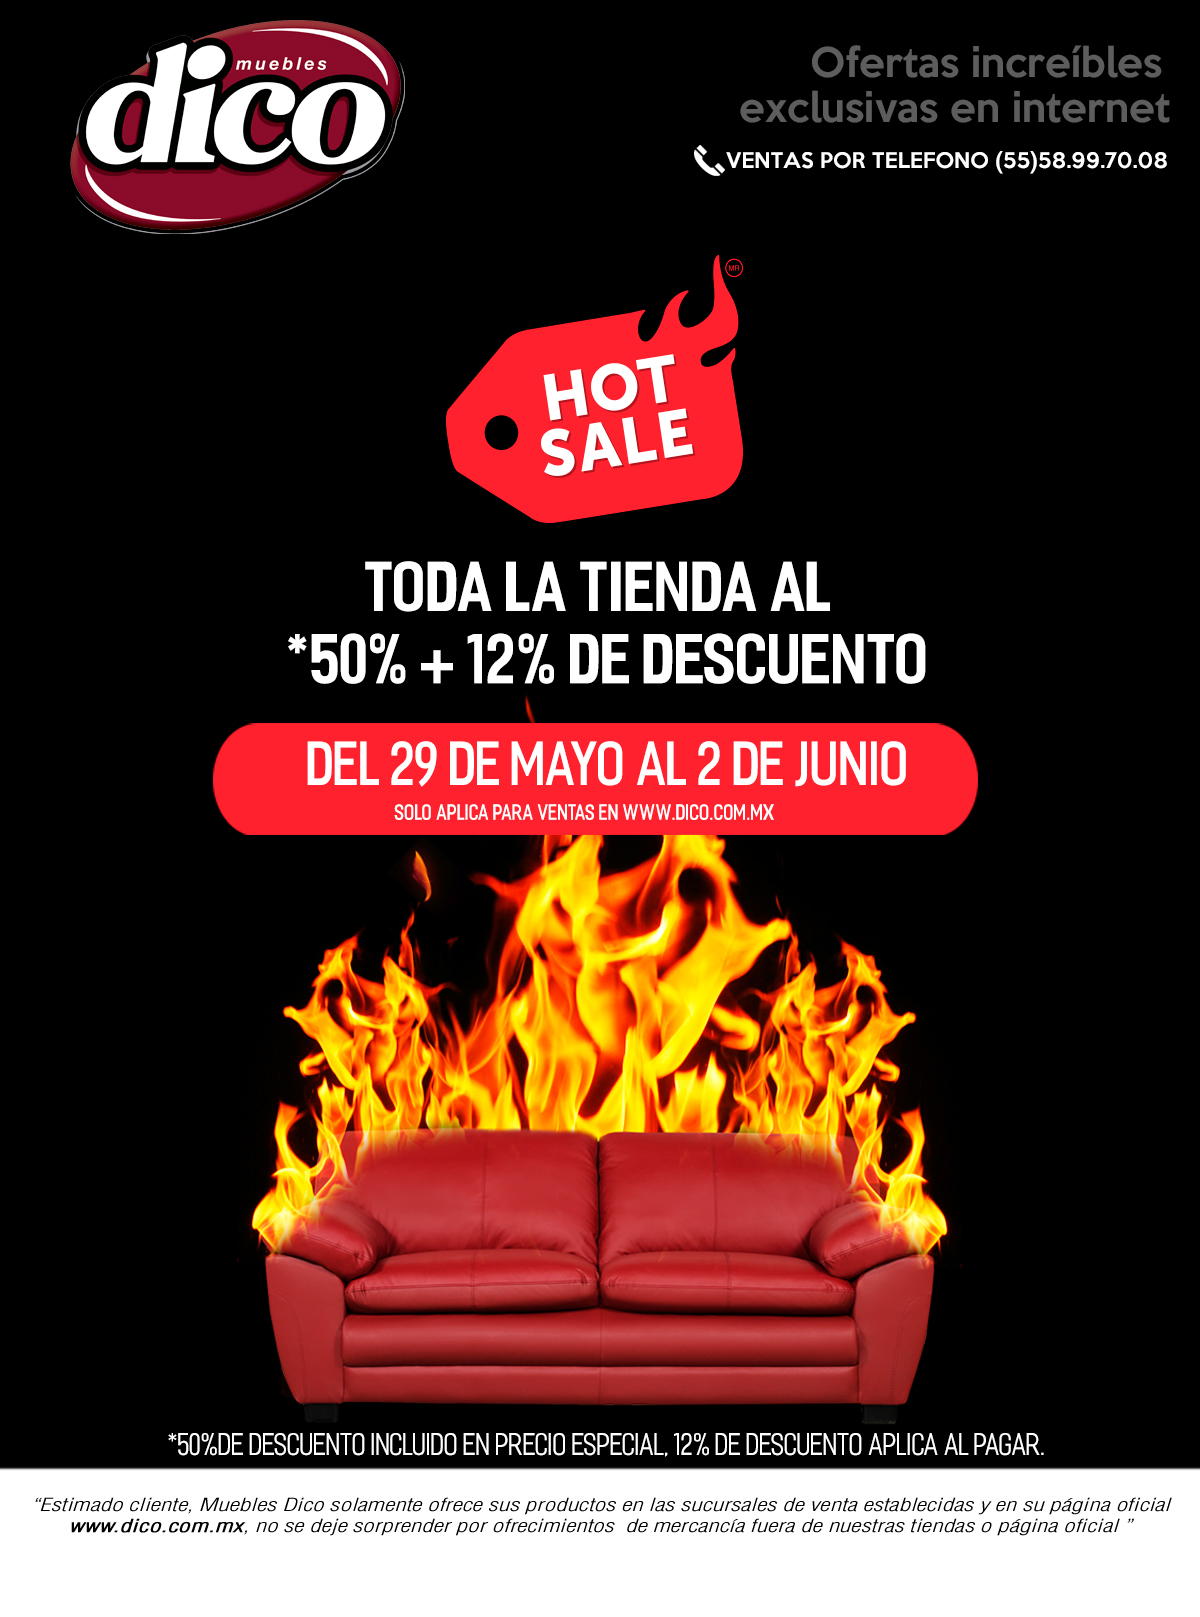 muebles
dico
Ofertas increíbles
exclusivas en internet
VENTAS POR TELEFONO (55)58.99.70.08
MR
HOT
SALE
TODA LA TIENDA AL
*50% + 12% DE DESCUENTO
DEL 29 DE MAYO AL 2 DE JUNIO
SOLO APLICA PARA VENTAS EN WWW.DICO.COM.MX
*50%DE DESCUENTO INCLUIDO EN PRECIO ESPECIAL, 12% DE DESCUENTO APLICA AL PAGAR.
“Estimado cliente, Muebles Dico solamente ofrece sus productos en las sucursales de venta establecidas y en su página oficial
www.dico.com.mx, no se deje sorprender por ofrecimientos de mercancía fuera de nuestras tiendas o página oficial ”